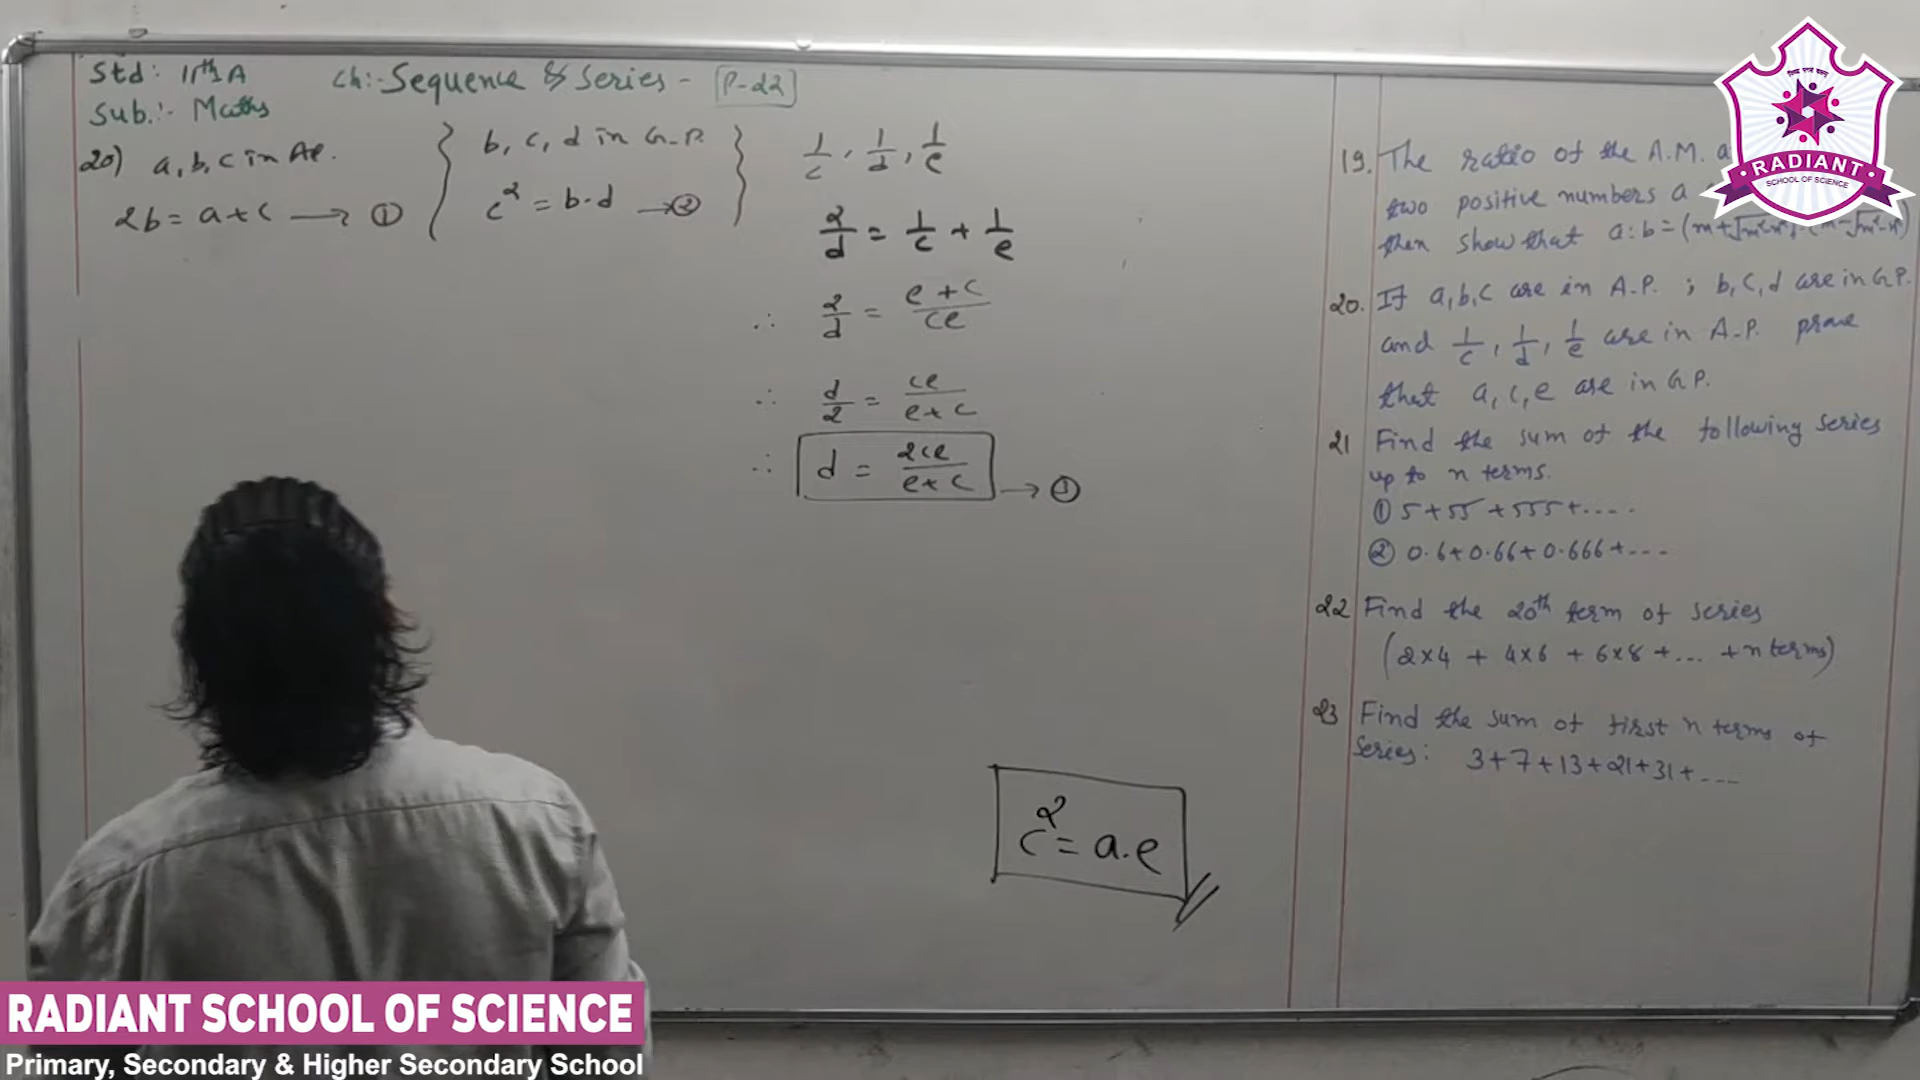 Std: 11th A
Sub.:- Maths
Ch:- Sequence & Series - P-22
20) a, b, c in AP.
2b = a + c → ①
b, c, d in G.P.
c² = b·d → ②
1/c, 1/d, 1/e
2/d = 1/c + 1/e
∴ 2/d = e + c / ce
∴ d/2 = ce / e + c
∴ d = 2ce / e + c → ③
c² = a.e
19. The ratio of the A.M. a
two positive numbers a
then show that a : b = (m + √m²-n²) : (m - √m²-n²)
20. If a, b, c are in A.P. ; b, c, d are in G.P.
and 1/c, 1/d, 1/e are in A.P. prove
that a, c, e are in G.P.
21 Find the sum of the following series
up to n terms.
① 5 + 55 + 555 + ....
② 0.6 + 0.66 + 0.666 + ---
22 Find the 20th term of series
(2×4 + 4×6 + 6×8 + ... + n terms)
23 Find the sum of first n terms of
Series: 3 + 7 + 13 + 21 + 31 + ---
RADIANT
SCHOOL OF SCIENCE
RADIANT SCHOOL OF SCIENCE
Primary, Secondary & Higher Secondary School